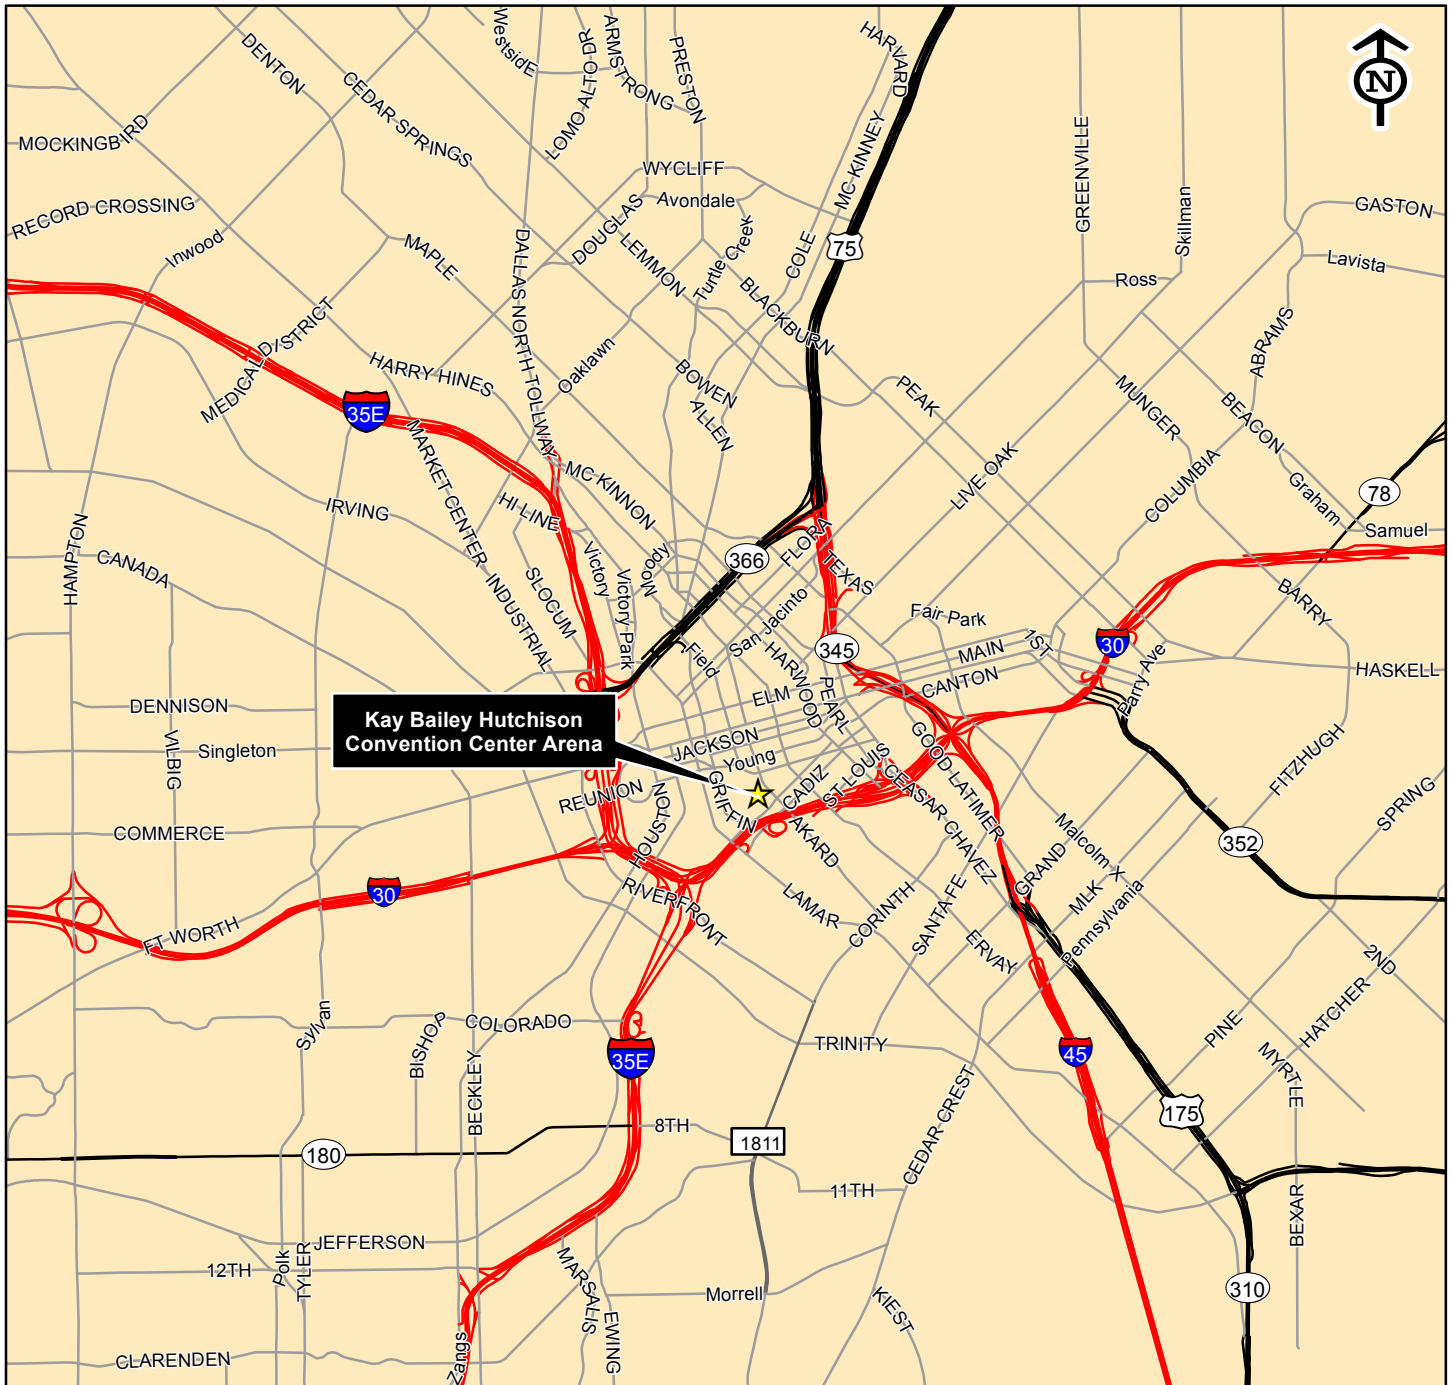 WestsidE
LOMO ALTO DR
ARMSTRONG
PRESTON
HARVARD
DENTON
CEDAR SPRINGS
N
MOCKINGBIRD
WYCLIFF
Avondale
MC KINNEY
GREENVILLE
Skillman
GASTON
RECORD CROSSING
Inwood
MAPLE
DALLAS NORTH TOLLWAY
DOUGLAS
LEMMON
Turtle Creek
COLE
75
Lavista
Ross
BLACKBURN
MEDICAL DISTRICT
HARRY HINES
Oaklawn
BOWEN
ALLEN
PEAK
MUNGER
ABRAMS
BEACON
35E
MARKET CENTER
MC KINNON
LIVE OAK
COLUMBIA
Graham
78
Samuel
IRVING
HI LINE
HAMPTON
CANADA
INDUSTRIAL
SLOCUM
Victory
Victory Park
Moody
366
FLORA
TEXAS
San Jacinto
Fair Park
BARRY
Field
HARWOOD
345
MAIN
1ST
30
HASKELL
Parry Ave
DENNISON
VILBIG
Singleton
ELM
PEARL
CANTON
Kay Bailey Hutchison
Convention Center Arena
JACKSON
Young
GOOD LATIMER
FITZHUGH
SPRING
REUNION
HOUSTON
GRIFFIN
CADIZ
ST LOUIS
CEASAR CHAVEZ
AKARD
COMMERCE
Malcolm X
352
30
RIVERFRONT
LAMAR
CORINTH
SANTA FE
GRAND
MLK
Pennsylvania
FT WORTH
ERVAY
2ND
HATCHER
Sylvan
BISHOP
COLORADO
TRINITY
PINE
MYRTLE
35E
45
BECKLEY
CEDAR CREST
175
8TH
1811
180
11TH
BEXAR
JEFFERSON
12TH
Polk
TYLER
MARSALIS
Morrell
KIEST
310
EWING
CLARENDEN
Zangs